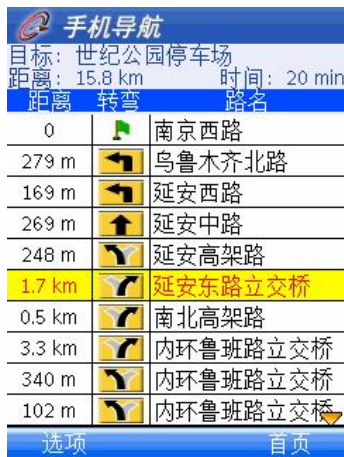 手机导航
目标: 世纪公园停车场
距离: 15.8 km 时间: 20 min
距离 转弯 路名
0 南京西路
279 m 乌鲁木齐北路
169 m 延安西路
269 m 延安中路
248 m 延安高架路
1.7 km 延安东路立交桥
0.5 km 南北高架路
3.3 km 内环鲁班路立交桥
340 m 内环鲁班路立交桥
102 m 内环鲁班路立交桥
选项 首页